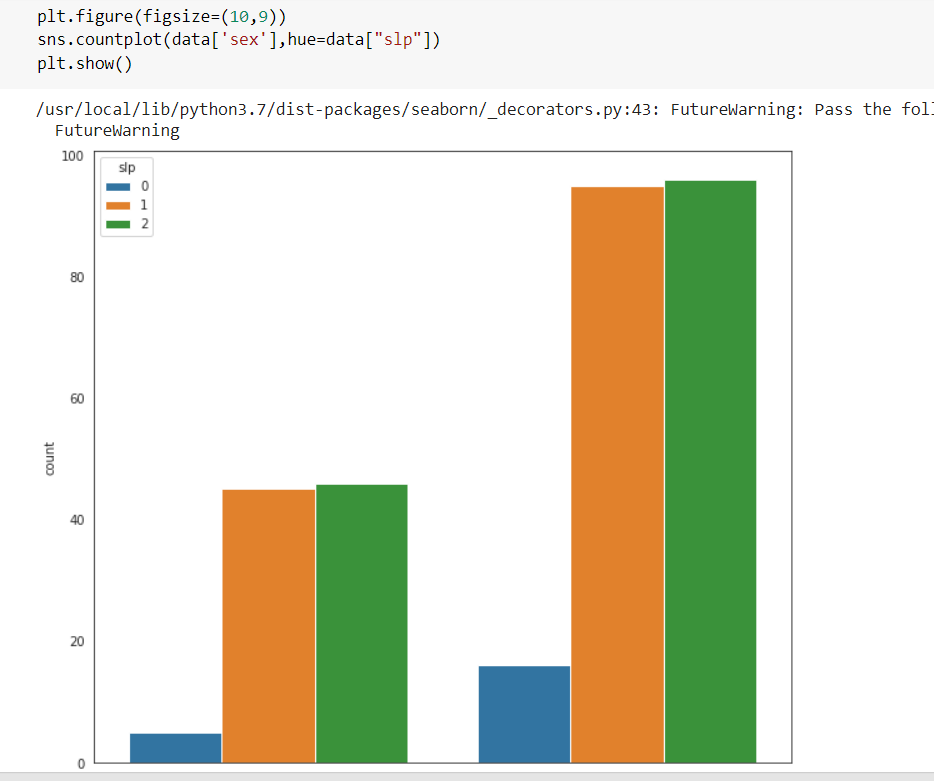 plt.figure(figsize=(10,9))
sns.countplot(data['sex'],hue=data["slp"])
plt.show()
/usr/local/lib/python3.7/dist-packages/seaborn/_decorators.py:43: FutureWarning: Pass the
FutureWarning
100
slp
0
1
2
80
60
count
40
20
0